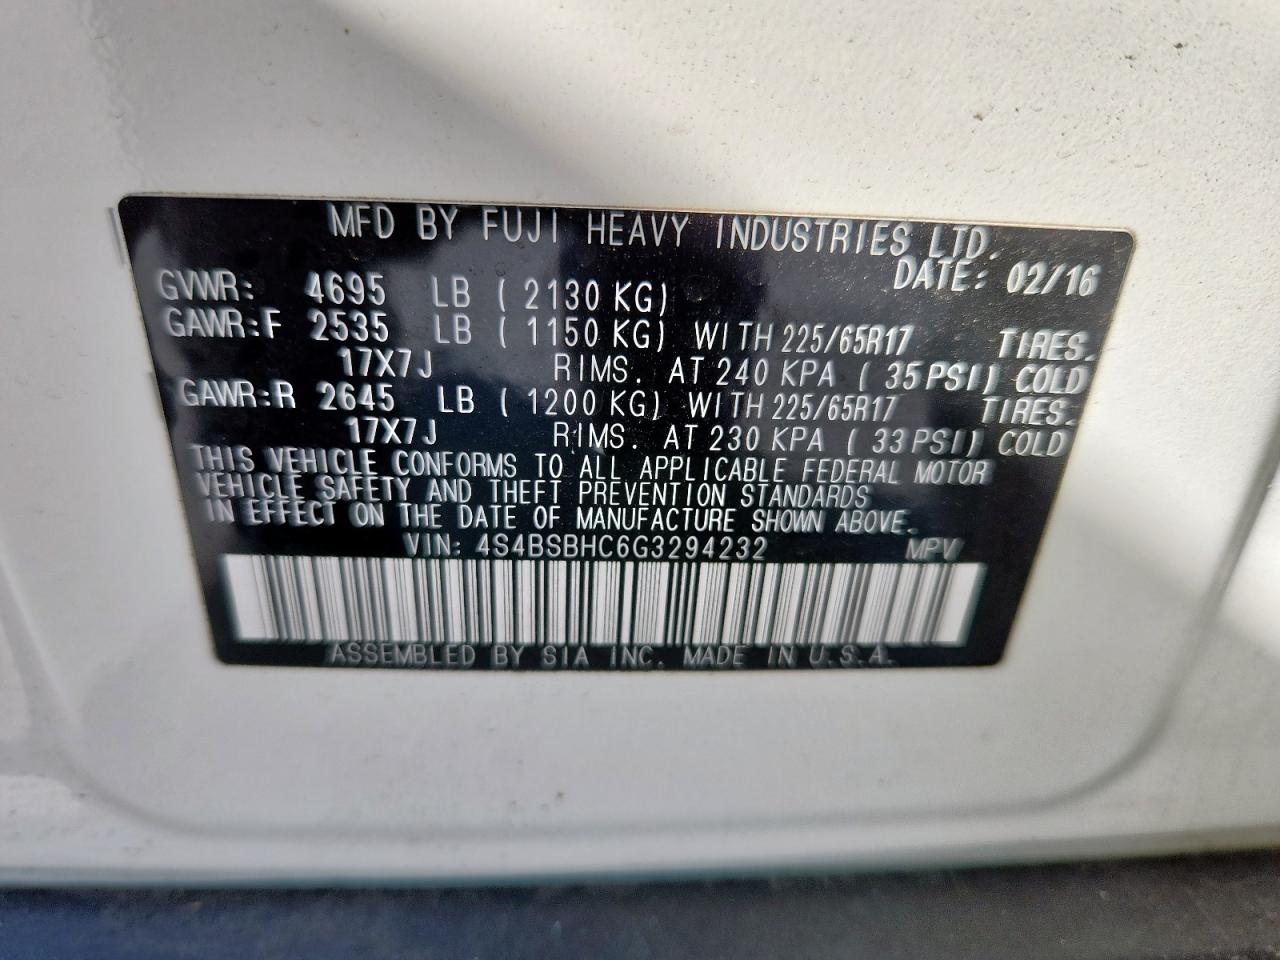 MFD BY FUJI HEAVY INDUSTRIES LTD.
DATE: 02/16
GVWR: 4695 LB ( 2130 KG)
GAWR:F 2535 LB ( 1150 KG) WITH 225/65R17 TIRES.
17X7J RIMS. AT 240 KPA ( 35PSI) COLD
GAWR:R 2645 LB ( 1200 KG) WITH 225/65R17 TIRES.
17X7J RIMS. AT 230 KPA ( 33PSI) COLD
THIS VEHICLE CONFORMS TO ALL APPLICABLE FEDERAL MOTOR
VEHICLE SAFETY AND THEFT PREVENTION STANDARDS
IN EFFECT ON THE DATE OF MANUFACTURE SHOWN ABOVE.
VIN: 4S4BSBHC6G3294232 MPV
ASSEMBLED BY SIA INC. MADE IN U.S.A.